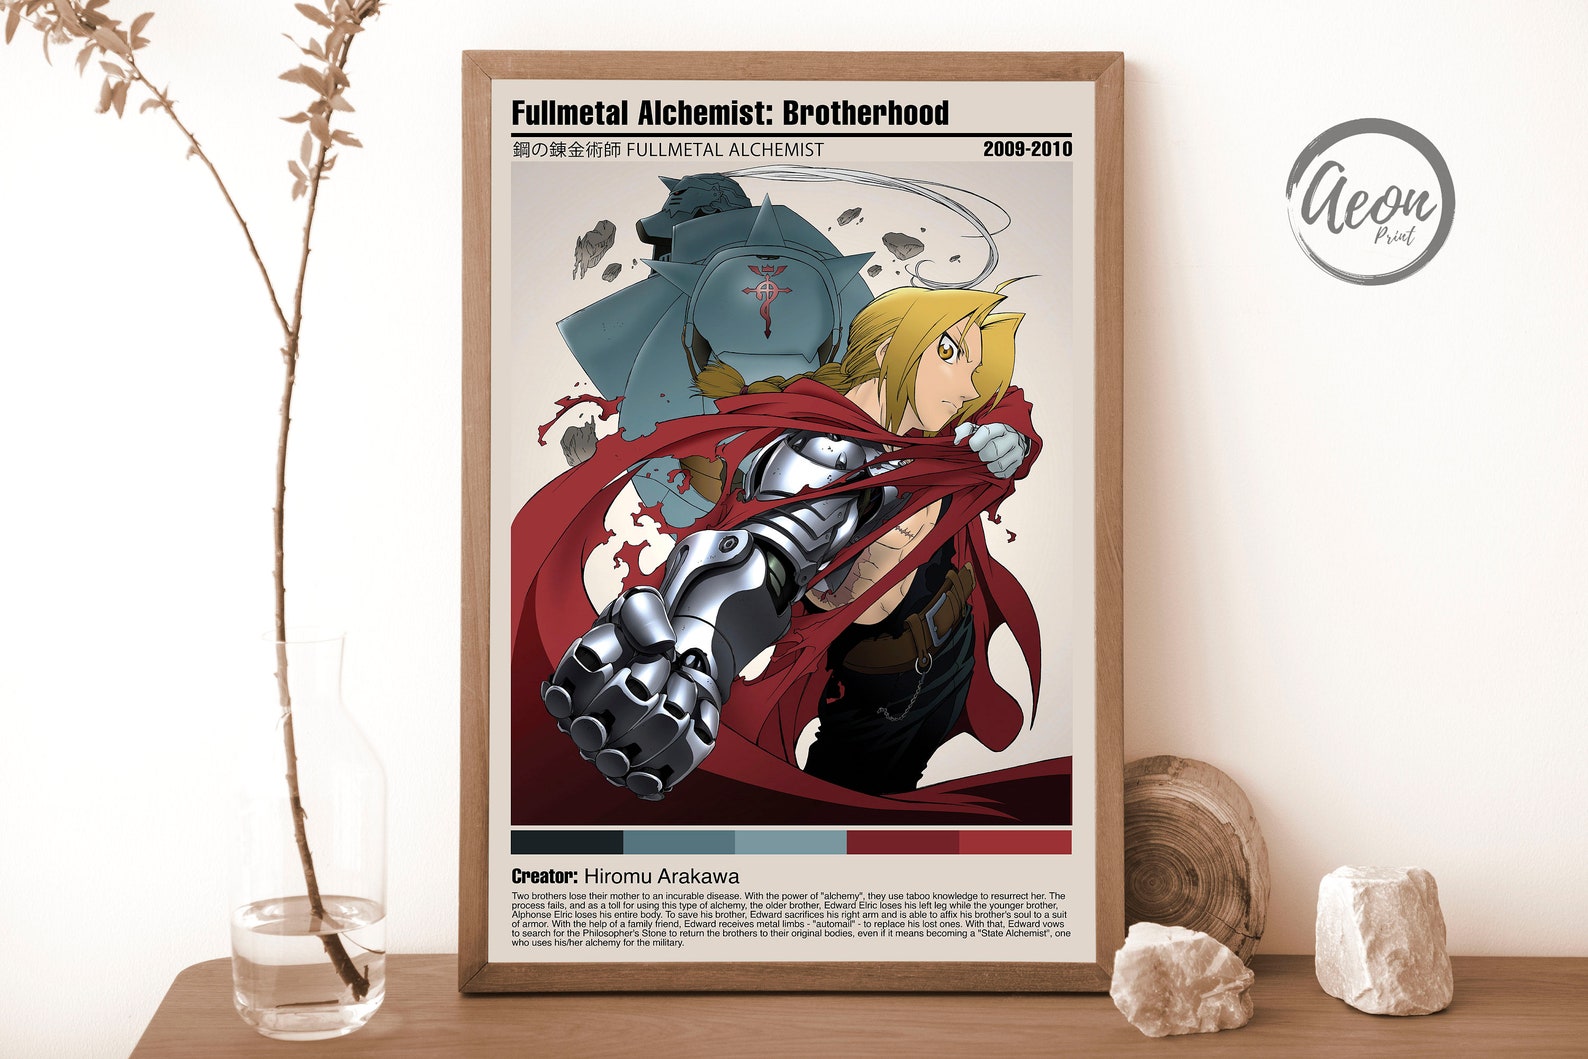 Fullmetal Alchemist: Brotherhood
鋼の錬金術師 FULLMETAL ALCHEMIST 2009-2010
Aeon
Print
Creator: Hiromu Arakawa
Two brothers lose their mother to an incurable disease. With the power of "alchemy", they use taboo knowledge to resurrect her. The
process fails, and as a toll for using this type of alchemy, the older brother, Edward Elric loses his left leg while the younger brother,
Alphonse Elric loses his entire body. To save his brother, Edward sacrifices his right arm and is able to affix his brother's soul to a suit
of armor. With the help of a family friend, Edward receives metal limbs - "automail" - to replace his lost ones. With that, Edward vows
to search for the Philosopher's Stone to return the brothers to their original bodies, even if it means becoming a "State Alchemist", one
who uses his/her alchemy for the military.